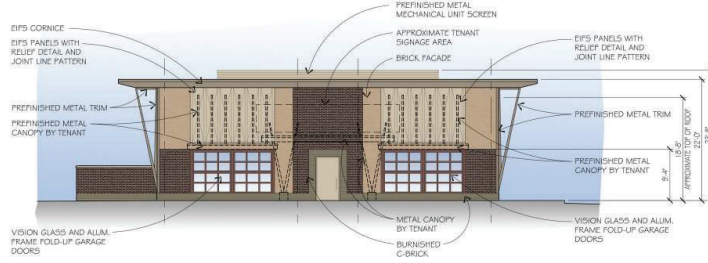 PREFINISHED METAL
MECHANICAL UNIT SCREEN
EIFS CORNICE
EIFS PANELS WITH
RELIEF DETAIL AND
JOINT LINE PATTERN
APPROXIMATE TENANT
SIGNAGE AREA
BRICK FACADE
EIFS PANELS WITH
RELIEF DETAIL AND
JOINT LINE PATTERN
PREFINISHED METAL TRIM
PREFINISHED METAL
CANOPY BY TENANT
PREFINISHED METAL TRIM
PREFINISHED METAL
CANOPY BY TENANT
9'-4"
18'-8"
APPROXIMATE TOP OF ROOF
22'-0"
VISION GLASS AND ALUM.
FRAME FOLD-UP GARAGE
DOORS
METAL CANOPY
BY TENANT
BURNISHED
C-BRICK
VISION GLASS AND ALUM.
FRAME FOLD-UP GARAGE
DOORS